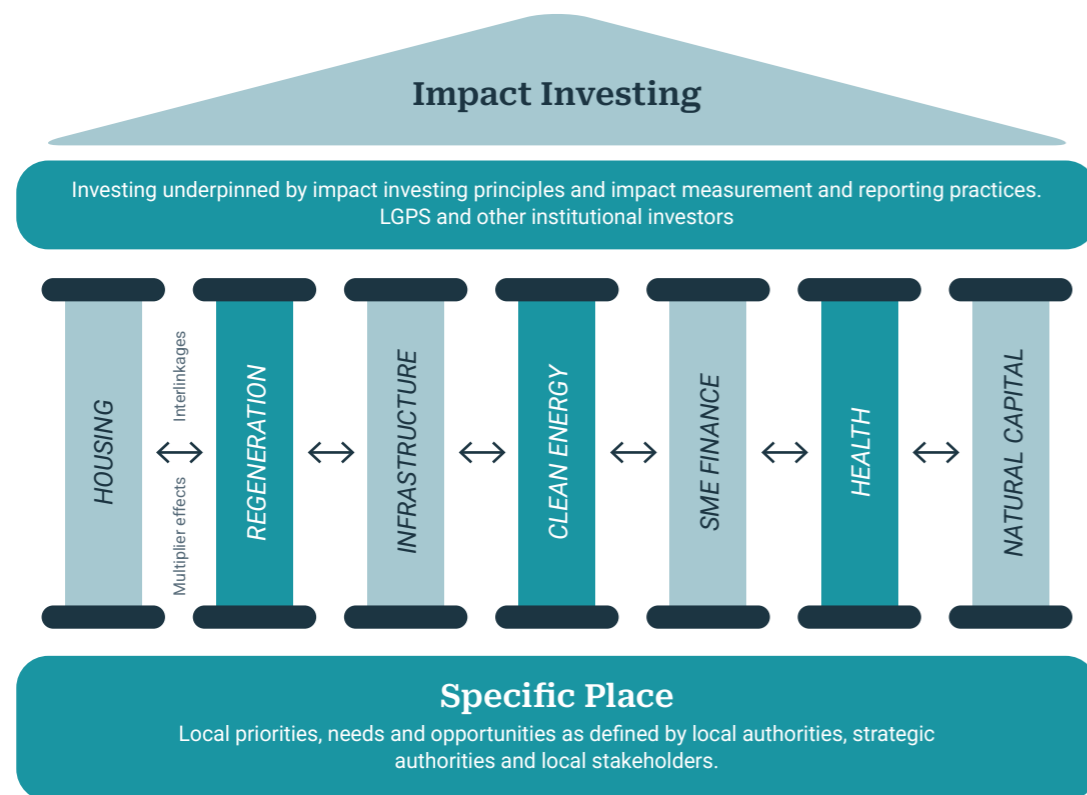 Impact Investing
Investing underpinned by impact investing principles and impact measurement and reporting practices.
LGPS and other institutional investors
HOUSING
Interlinkages
Multiplier effects
REGENERATION
INFRASTRUCTURE
CLEAN ENERGY
SME FINANCE
HEALTH
NATURAL CAPITAL
Specific Place
Local priorities, needs and opportunities as defined by local authorities, strategic
authorities and local stakeholders.